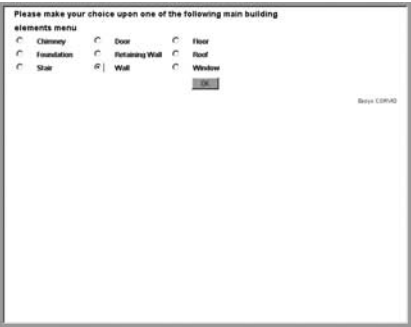 Please make your choice upon one of the following main building
elements menu
Chimney Door Floor
Foundation Retaining Wall Roof
Stair Wall Window
OK